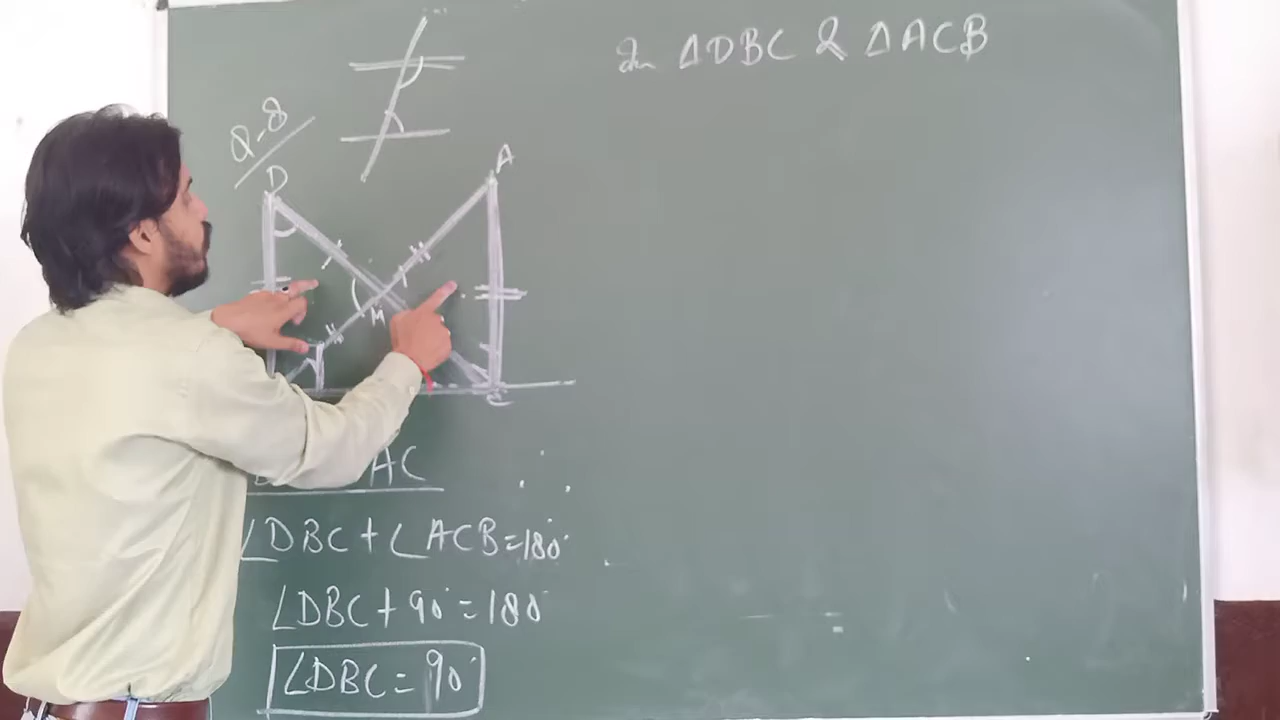 In ΔDBC & ΔACB
Q-8
D
A
M
C
AC
∠DBC + ∠ACB = 180°
∠DBC + 90° = 180°
∠DBC = 90°